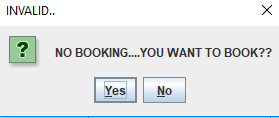 INVALID..
?
NO BOOKING....YOU WANT TO BOOK??
Yes No